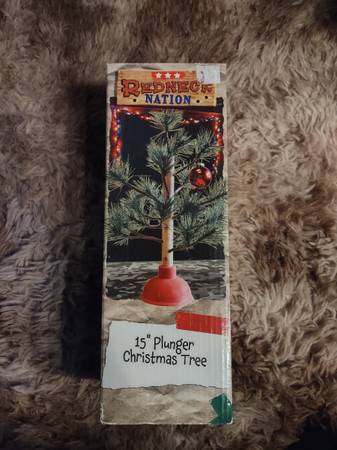 REDNECK
NATION
15" Plunger
Christmas Tree